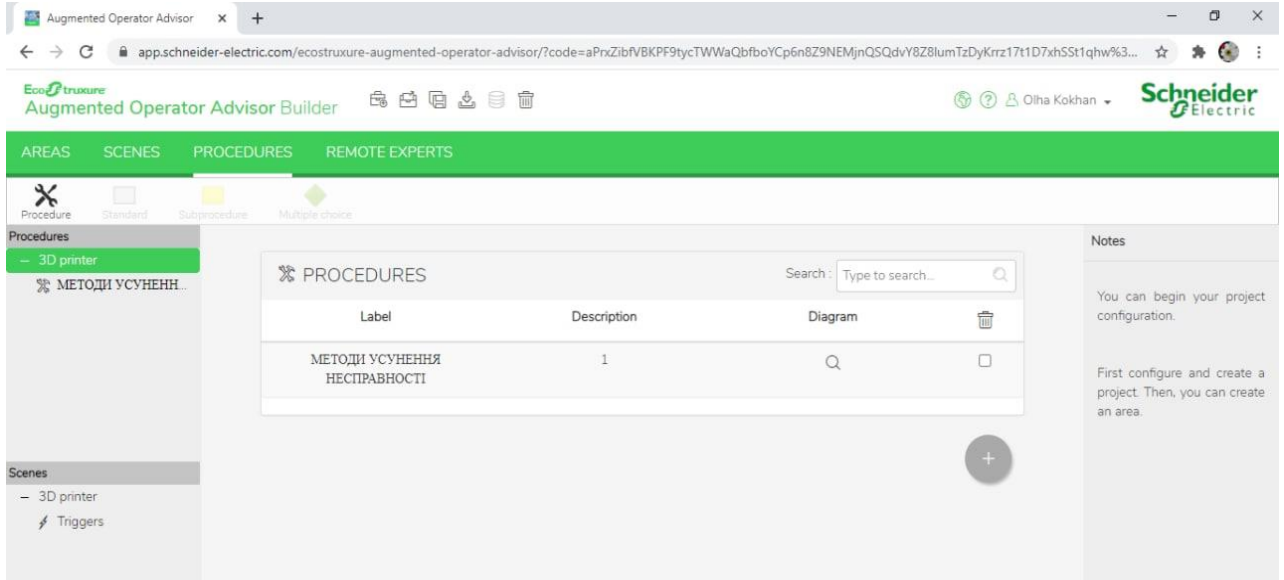 Augmented Operator Advisor
app.schneider-electric.com/ecostruxure-augmented-operator-advisor/?code=aPrxZibfVBKPF9tycTWWaQbfboYCp6n8Z9NEMjnQSQdvY8Z8lumTzDyKrrz17t1D7xhSSt1qhw%3...
EcoStruxure
Augmented Operator Advisor Builder
Olha Kokhan
Schneider
Electric
AREAS SCENES PROCEDURES REMOTE EXPERTS
Procedure Standard Subprocedure Multiple choice
Procedures
– 3D printer
МЕТОДИ УСУНЕНН...
PROCEDURES
Search : Type to search...
Label Description Diagram
МЕТОДИ УСУНЕННЯ 1
НЕСПРАВНОСТІ
+
Scenes
– 3D printer
Triggers
Notes
You can begin your project
configuration.
First configure and create a
project. Then, you can create
an area.